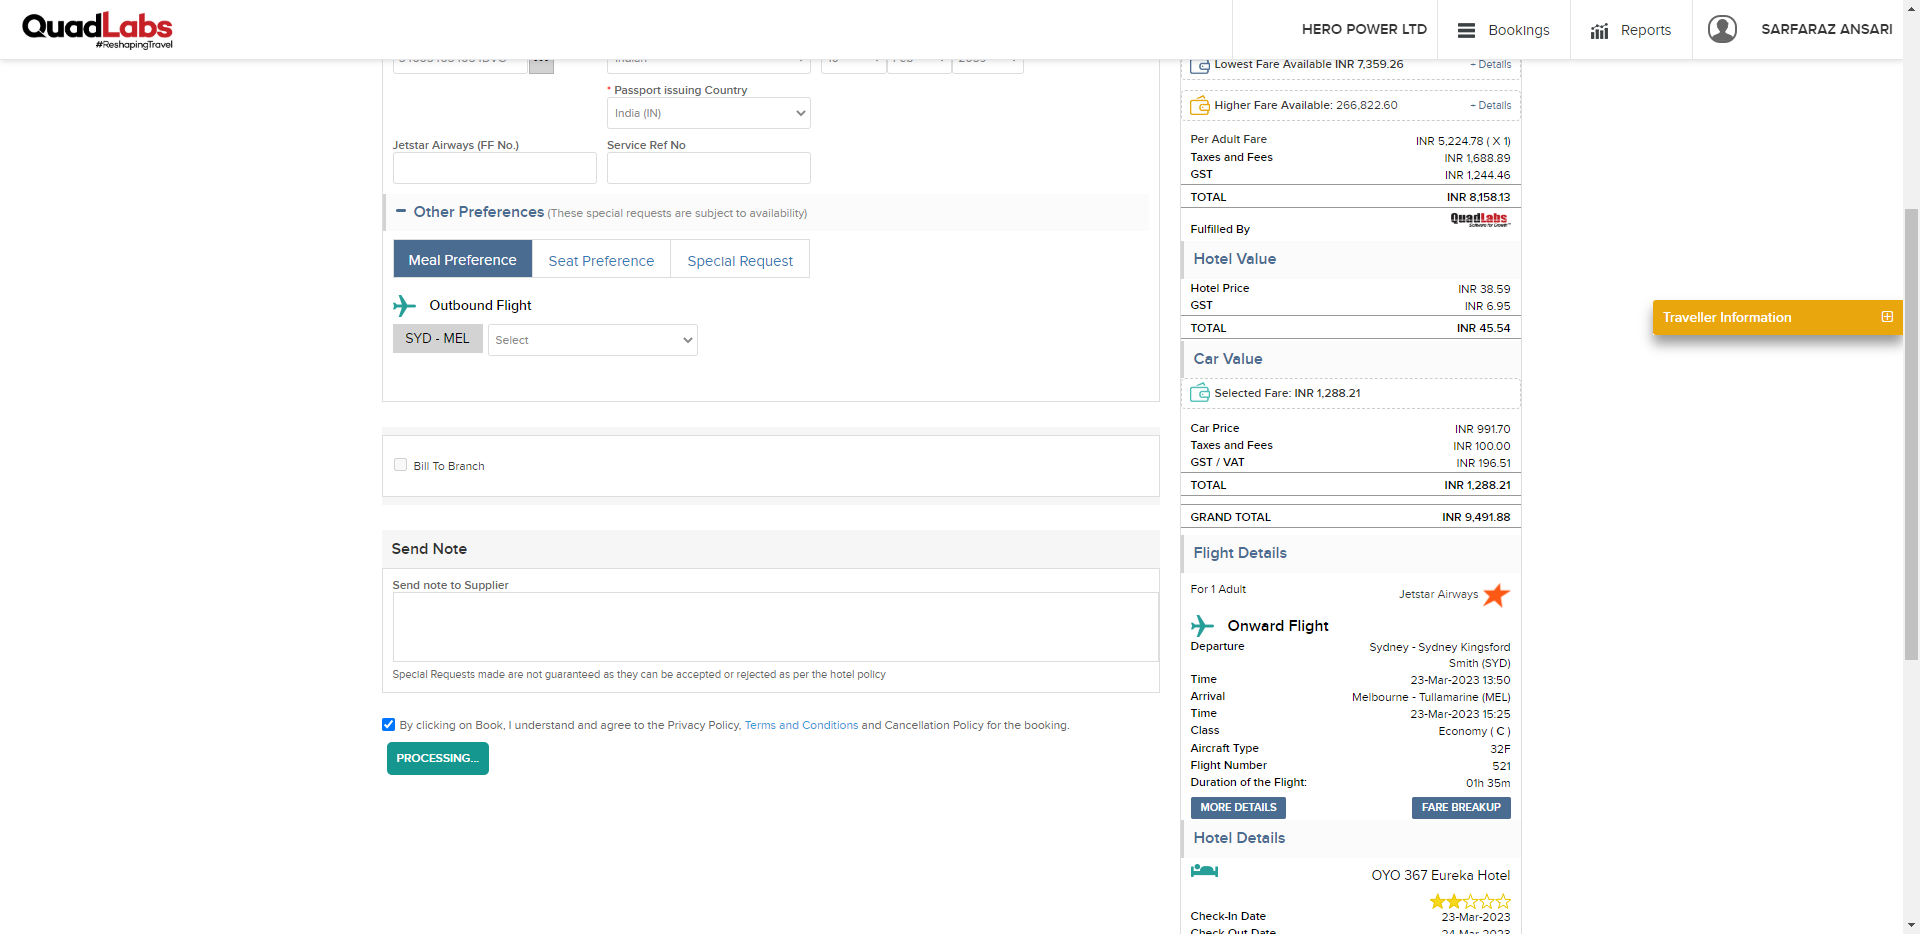 QuadLabs
#ReshapingTravel
HERO POWER LTD
Bookings
Reports
SARFARAZ ANSARI
* Passport issuing Country
India (IN)
Jetstar Airways (FF No.)
Service Ref No
Other Preferences (These special requests are subject to availability)
Meal Preference
Seat Preference
Special Request
Outbound Flight
SYD - MEL
Select
Bill To Branch
Send Note
Send note to Supplier
Special Requests made are not guaranteed as they can be accepted or rejected as per the hotel policy
By clicking on Book, I understand and agree to the Privacy Policy, Terms and Conditions and Cancellation Policy for the booking.
PROCESSING...
Lowest Fare Available INR 7,359.26 + Details
Higher Fare Available: 266,822.60 + Details
Per Adult Fare INR 5,224.78 ( X 1)
Taxes and Fees INR 1,688.89
GST INR 1,244.46
TOTAL INR 8,158.13
Fulfilled By QuadLabs
Hotel Value
Hotel Price INR 38.59
GST INR 6.95
TOTAL INR 45.54
Car Value
Selected Fare: INR 1,288.21
Car Price INR 991.70
Taxes and Fees INR 100.00
GST / VAT INR 196.51
TOTAL INR 1,288.21
GRAND TOTAL INR 9,491.88
Flight Details
For 1 Adult Jetstar Airways
Onward Flight
Departure Sydney - Sydney Kingsford
Smith (SYD)
Time 23-Mar-2023 13:50
Arrival Melbourne - Tullamarine (MEL)
Time 23-Mar-2023 15:25
Class Economy ( C )
Aircraft Type 32F
Flight Number 521
Duration of the Flight: 01h 35m
MORE DETAILS FARE BREAKUP
Hotel Details
OYO 367 Eureka Hotel
Check-In Date 23-Mar-2023
Check Out Date 24-Mar-2023
Traveller Information